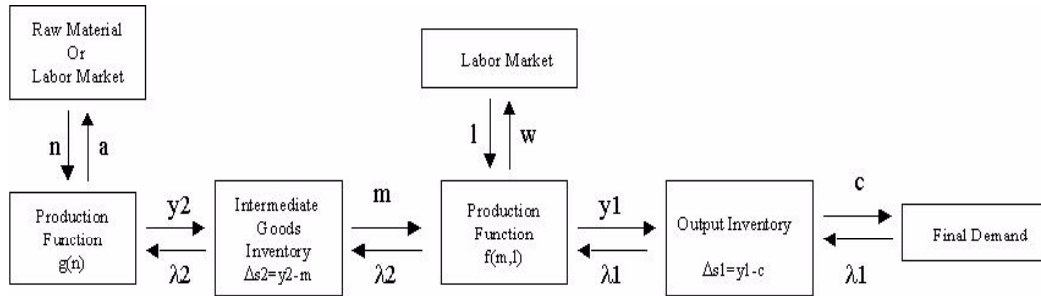 Raw Material
Or
Labor Market
Labor Market
n
a
l
w
Production
Function
g(n)
y2
λ2
Intermediate
Goods
Inventory
Δs2=y2-m
m
λ2
Production
Function
f(m,l)
y1
λ1
Output Inventory
Δs1=y1-c
c
λ1
Final Demand